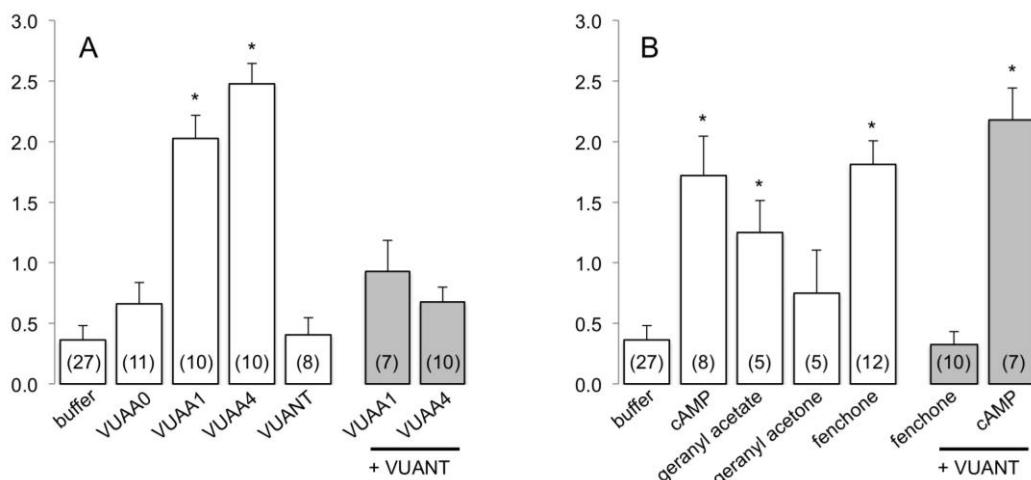 A
3.0
2.5
2.0
1.5
1.0
0.5
0.0
*
*
(27)
(11)
(10)
(10)
(8)
(7)
(10)
buffer
VUAA0
VUAA1
VUAA4
VUANT
VUAA1
VUAA4
+ VUANT
B
3.0
2.5
2.0
1.5
1.0
0.5
0.0
*
*
*
*
(27)
(8)
(5)
(5)
(12)
(10)
(7)
buffer
cAMP
geranyl acetate
geranyl acetone
fenchone
fenchone
cAMP
+ VUANT